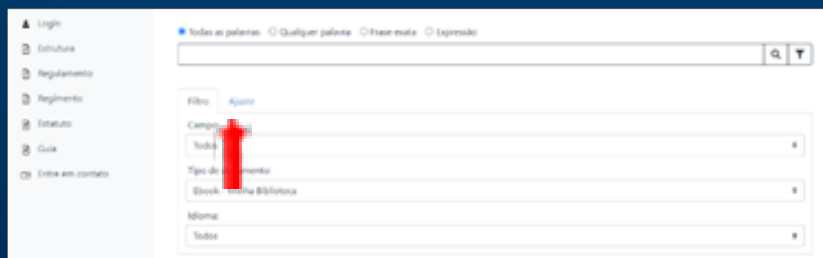 Login
Estrutura
Regulamento
Regimento
Estatuto
Guia
Entre em contato
Todas as palavras Qualquer palavra Frase exata Expressão
Filtro Ajuste
Campo:
Todos
Tipo de
Ebook Minha Biblioteca
Idioma:
Todos